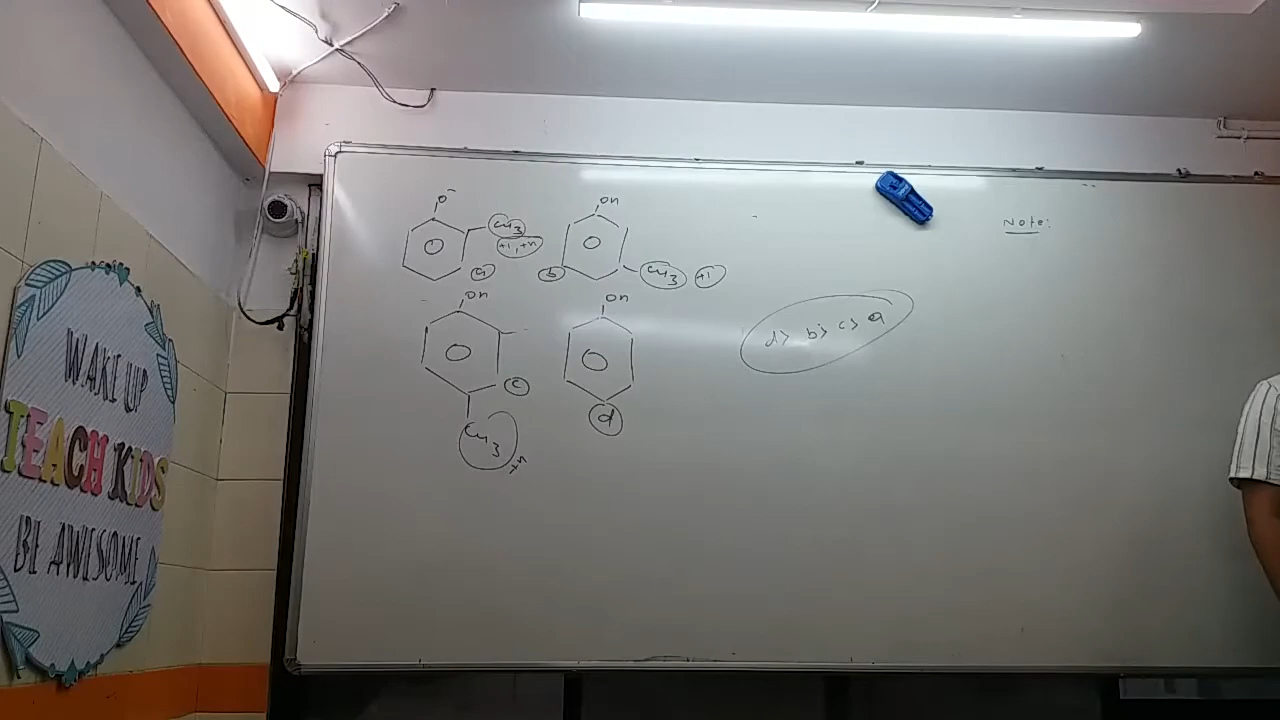 WAKE UP
TEACH KIDS
BE AWESOME
O⁻
CH3
+I, +H
a
OH
b
CH3
+I
OH
c
CH3
+H
OH
d
d> b> c> a
Note: